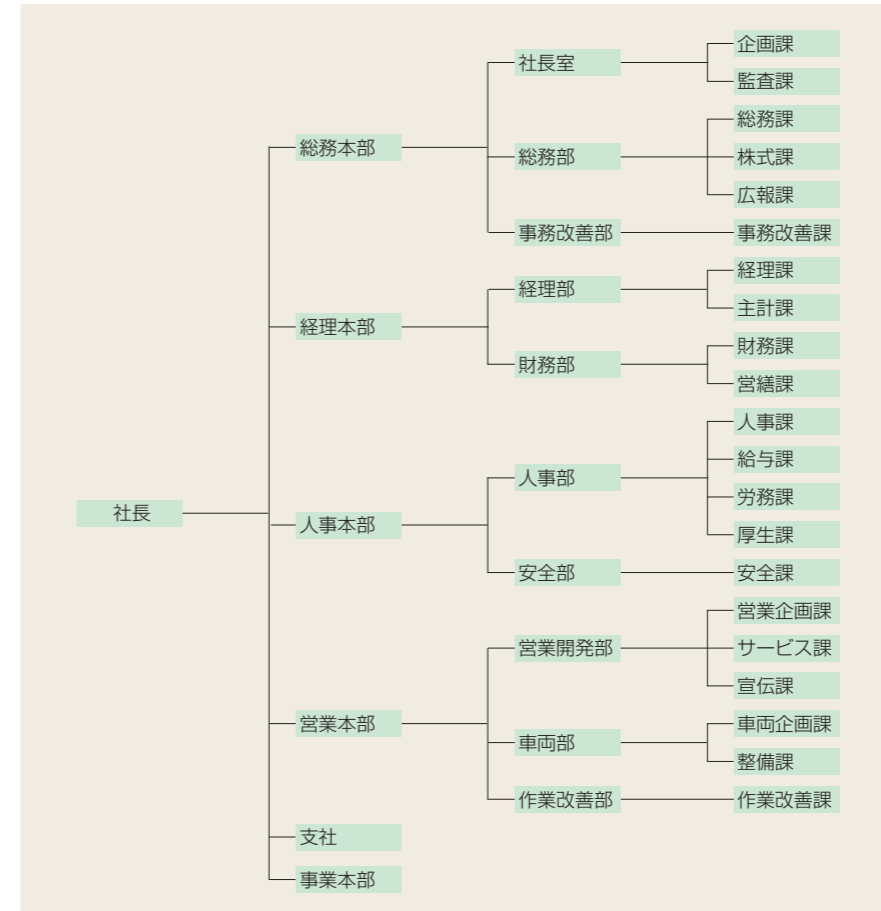 社長
総務本部
社長室
企画課
監査課
総務部
総務課
株式課
広報課
事務改善部
事務改善課
経理本部
経理部
経理課
主計課
財務部
財務課
営繕課
人事本部
人事部
人事課
給与課
労務課
厚生課
安全部
安全課
営業本部
営業開発部
営業企画課
サービス課
宣伝課
車両部
車両企画課
整備課
作業改善部
作業改善課
支社
事業本部